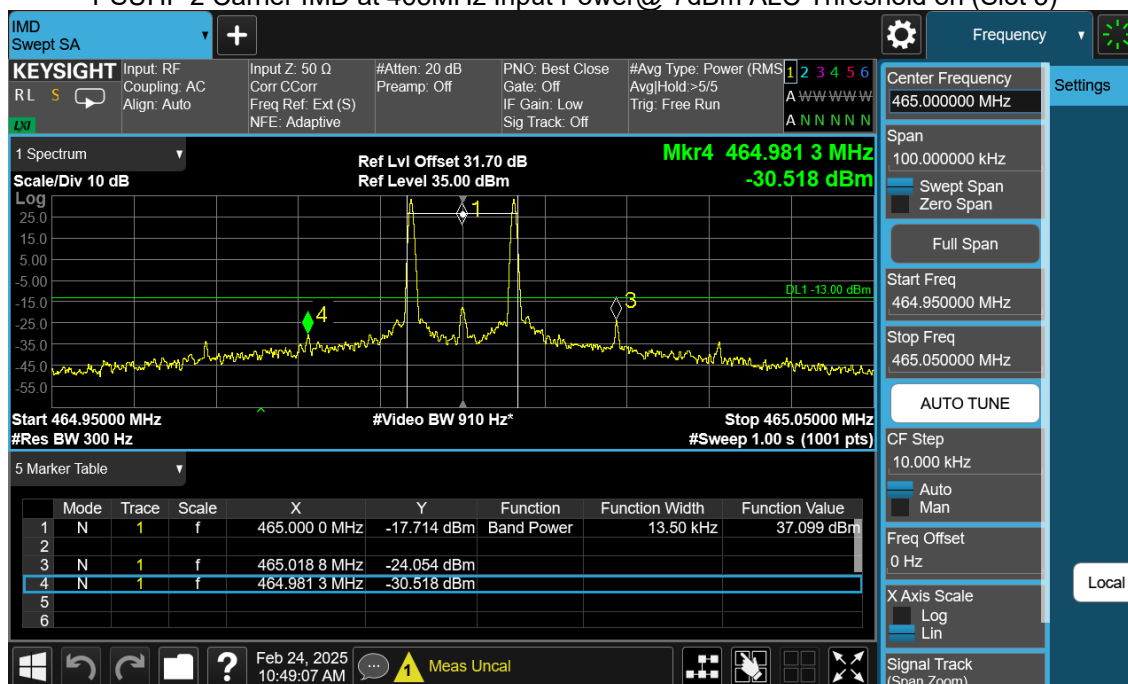 IMD
Swept SA
+
Frequency
KEYSIGHT
RL S
LXI
Input: RF
Coupling: AC
Align: Auto
Input Z: 50 Ω
Corr CCorr
Freq Ref: Ext (S)
NFE: Adaptive
#Atten: 20 dB
Preamp: Off
PNO: Best Close
Gate: Off
IF Gain: Low
Sig Track: Off
#Avg Type: Power (RMS
Avg|Hold:>5/5
Trig: Free Run
1 2 3 4 5 6
A W W W W W
A N N N N N
1 Spectrum
Scale/Div 10 dB
Ref Lvl Offset 31.70 dB
Ref Level 35.00 dBm
Mkr4 464.981 3 MHz
-30.518 dBm
Log
25.0
15.0
5.00
-5.00
-15.0
-25.0
-35.0
-45.0
-55.0
1
3
4
DL1 -13.00 dBm
Start 464.95000 MHz
#Video BW 910 Hz*
Stop 465.05000 MHz
#Res BW 300 Hz
#Sweep 1.00 s (1001 pts)
5 Marker Table
Mode Trace Scale X Y Function Function Width Function Value
1 N 1 f 465.000 0 MHz -17.714 dBm Band Power 13.50 kHz 37.099 dBm
2
3 N 1 f 465.018 8 MHz -24.054 dBm
4 N 1 f 464.981 3 MHz -30.518 dBm
5
6
?
Feb 24, 2025
10:49:07 AM
1 Meas Uncal
Center Frequency
465.000000 MHz
Settings
Span
100.000000 kHz
Swept Span
Zero Span
Full Span
Start Freq
464.950000 MHz
Stop Freq
465.050000 MHz
AUTO TUNE
CF Step
10.000 kHz
Auto
Man
Freq Offset
0 Hz
Local
X Axis Scale
Log
Lin
Signal Track
(Span Zoom)